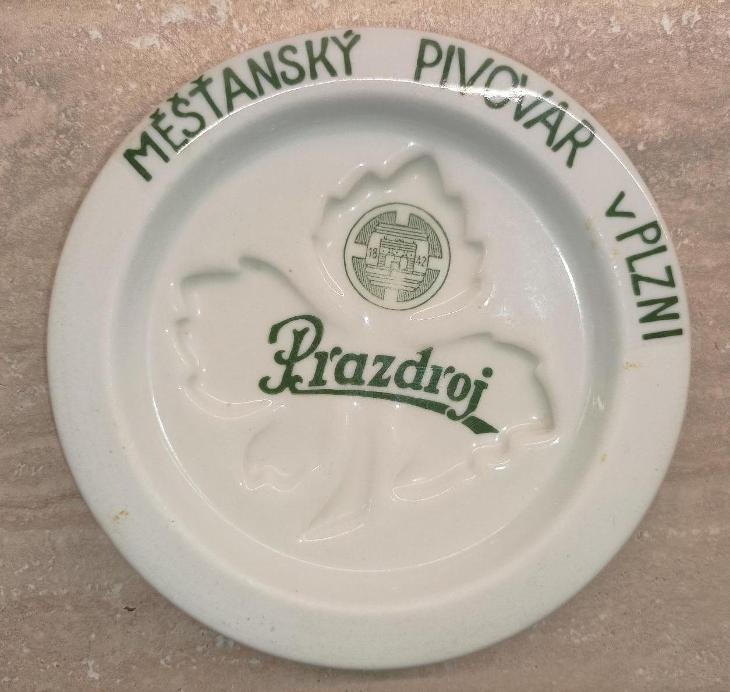 MĚŠŤANSKÝ PIVOVAR v PLZNI
18 42
Prazdroj